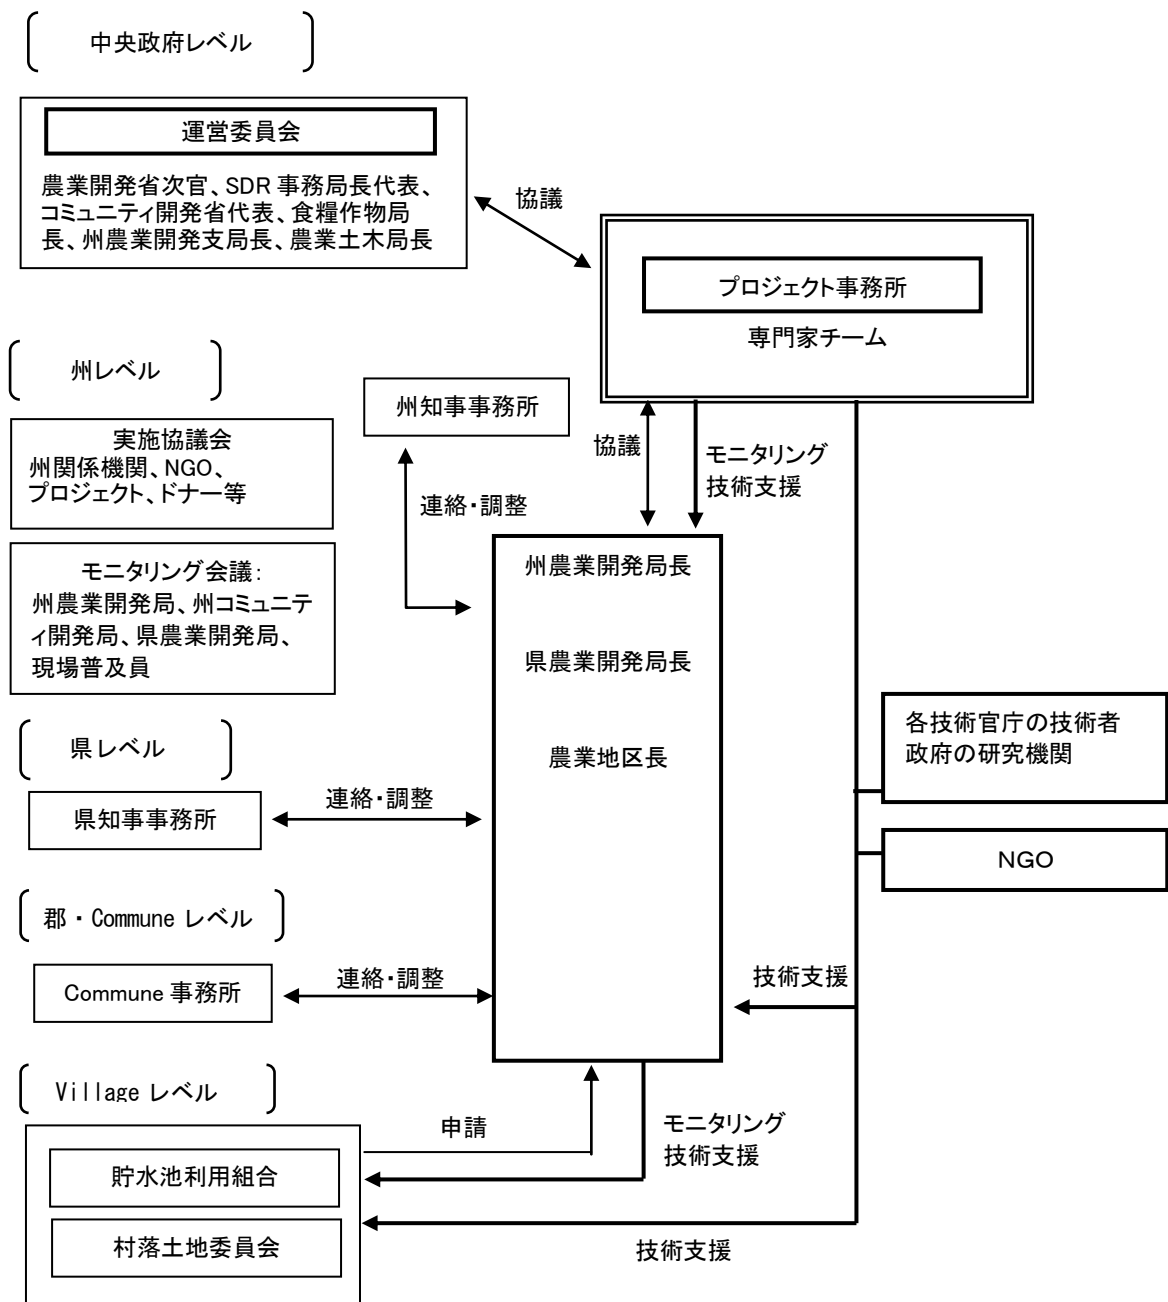 中央政府レベル
運営委員会
農業開発省次官、SDR 事務局長代表、
コミュニティ開発省代表、食糧作物局
長、州農業開発支局長、農業土木局長
協議
プロジェクト事務所
専門家チーム
州レベル
州知事事務所
実施協議会
州関係機関、NGO、
プロジェクト、ドナー等
協議
モニタリング
技術支援
連絡・調整
モニタリング会議：
州農業開発局、州コミュニテ
ィ開発局、県農業開発局、
現場普及員
州農業開発局長
県農業開発局長
農業地区長
各技術官庁の技術者
政府の研究機関
県レベル
県知事事務所
連絡・調整
NGO
郡・Commune レベル
Commune 事務所
連絡・調整
技術支援
Village レベル
申請
モニタリング
技術支援
貯水池利用組合
村落土地委員会
技術支援